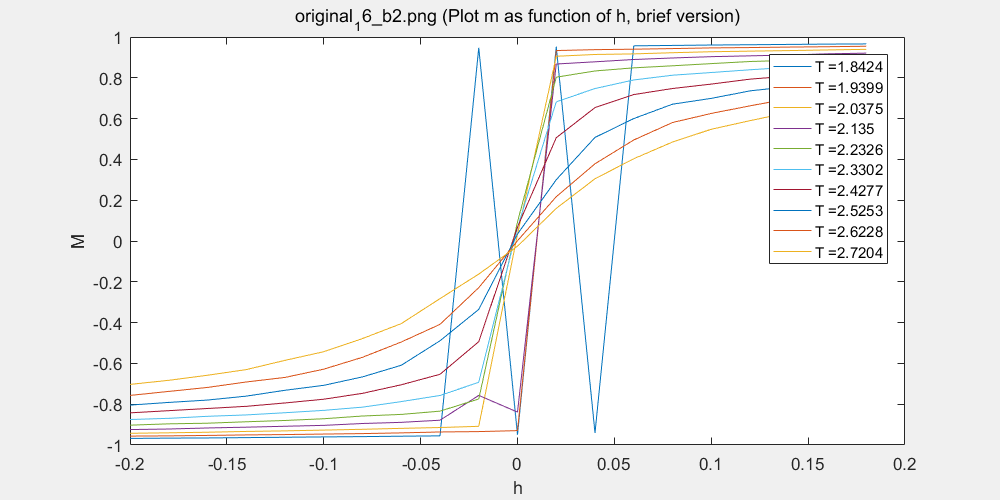 original_16_b2.png (Plot m as function of h, brief version)
1
0.8
0.6
0.4
0.2
0
-0.2
-0.4
-0.6
-0.8
-1
M
-0.2 -0.15 -0.1 -0.05 0 0.05 0.1 0.15 0.2
h
T =1.8424
T =1.9399
T =2.0375
T =2.135
T =2.2326
T =2.3302
T =2.4277
T =2.5253
T =2.6228
T =2.7204